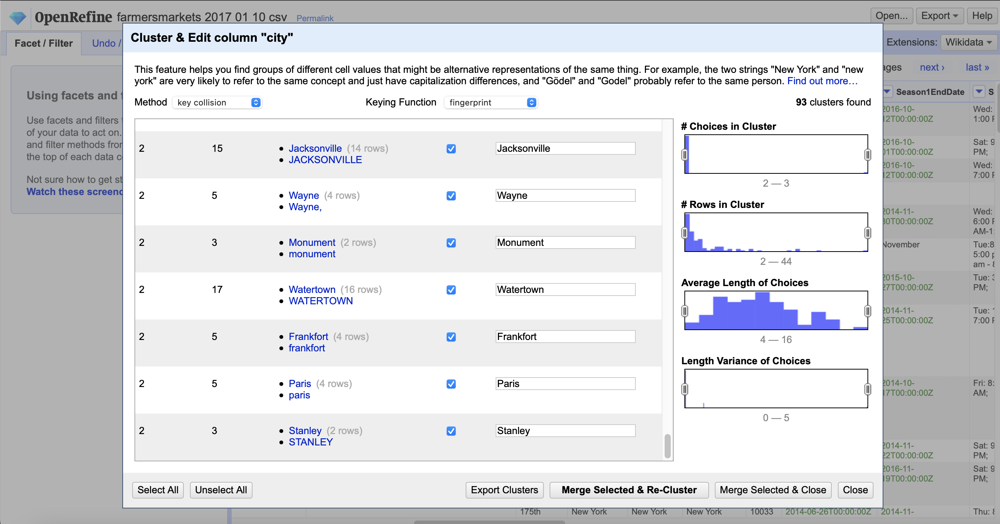 OpenRefine farmersmarkets 2017 01 10 csv Permalink
Open... Export Help
Facet / Filter Undo /
Extensions: Wikidata
ages next › last »
Using facets and f
Use facets and filters
of your data to act on.
and filter methods from
the top of each data c
Not sure how to get st
Watch these screenc
Cluster & Edit column "city"
This feature helps you find groups of different cell values that might be alternative representations of the same thing. For example, the two strings "New York" and "new
york" are very likely to refer to the same concept and just have capitalization differences, and "Gödel" and "Godel" probably refer to the same person. Find out more…
Method key collision Keying Function fingerprint 93 clusters found
2 15 • Jacksonville (14 rows) Jacksonville
• JACKSONVILLE
2 5 • Wayne (4 rows) Wayne
• Wayne,
2 3 • Monument (2 rows) Monument
• monument
2 17 • Watertown (16 rows) Watertown
• WATERTOWN
2 5 • Frankfort (4 rows) Frankfort
• frankfort
2 5 • Paris (4 rows) Paris
• paris
2 3 • Stanley (2 rows) Stanley
• STANLEY
# Choices in Cluster
2 — 3
# Rows in Cluster
2 — 44
Average Length of Choices
4 — 16
Length Variance of Choices
0 — 5
Select All Unselect All Export Clusters Merge Selected & Re-Cluster Merge Selected & Close Close
Season1EndDate S
2016-10- Wed:
12T00:00:00Z 1:00 P
2016-10- Sat: 9
01T00:00:00Z PM;
2016-10- Wed:
12T00:00:00Z 7:00 P
2014-11- Wed:
30T00:00:00Z 6:00 P
AM-1:
November Tue:8
5:00 p
am - 8
2015-10- Tue: 3
27T00:00:00Z PM;
2014-11- Tue: 1
25T00:00:00Z 7:00 P
2014-10- Fri: 8:
17T00:00:00Z AM;
2014-11- Sat: 9
22T00:00:00Z PM;
2016-11- Sat: 9
19T00:00:00Z PM;
175th New York New York New York 10033 2014-06-26T00:00:00Z 2014-11- Thu: 8